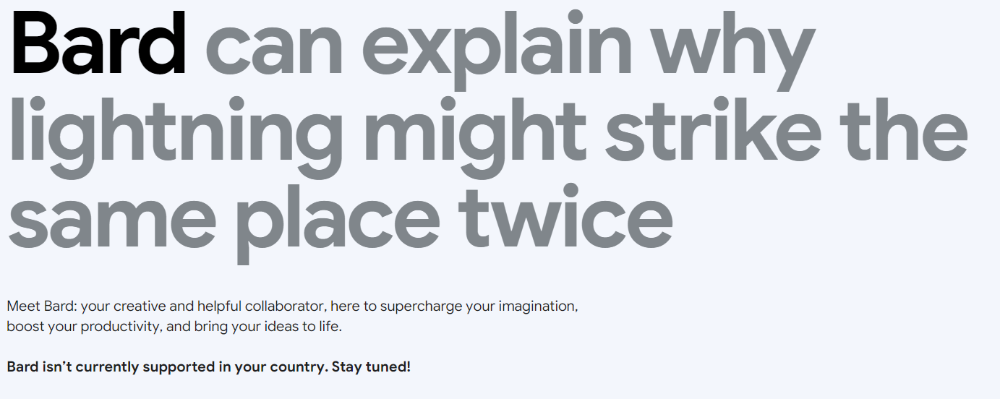 Bard can explain why
lightning might strike the
same place twice
Meet Bard: your creative and helpful collaborator, here to supercharge your imagination,
boost your productivity, and bring your ideas to life.
Bard isn’t currently supported in your country. Stay tuned!